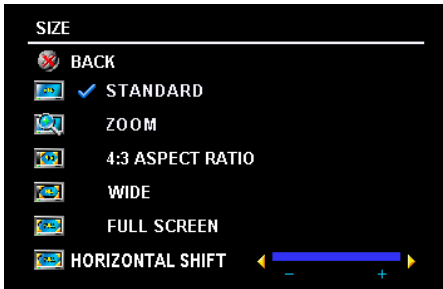 SIZE
BACK
STANDARD
ZOOM
4:3 ASPECT RATIO
WIDE
FULL SCREEN
HORIZONTAL SHIFT
- +